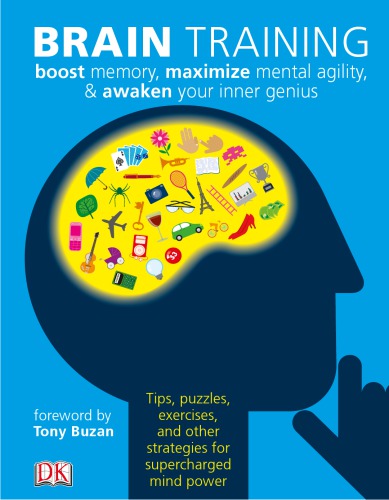 BRAIN TRAINING
boost memory, maximize mental agility,
& awaken your inner genius
Tips, puzzles,
exercises,
and other
strategies for
supercharged
mind power
foreword by
Tony Buzan
DK